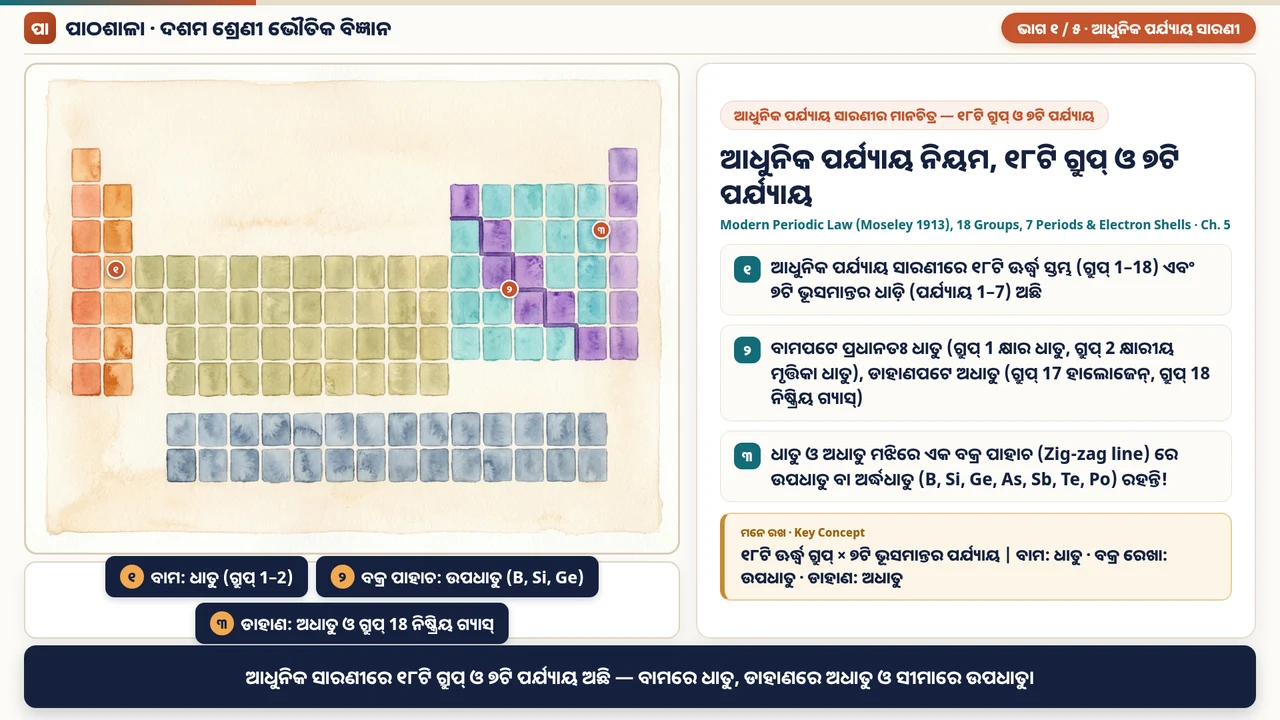 ପା ପାଠଶାଳା · ଦଶମ ଶ୍ରେଣୀ ଭୌତିକ ବିଜ୍ଞାନ
ଭାଗ ୧ / ୫ · ଆଧୁନିକ ପର୍ଯ୍ୟାୟ ସାରଣୀ
୧
୨
୩
୧ ବାମ: ଧାତୁ (ଗ୍ରୁପ୍ 1–2)
୨ ବକ୍ର ପାହାଚ: ଉପଧାତୁ (B, Si, Ge)
୩ ଡାହାଣ: ଅଧାତୁ ଓ ଗ୍ରୁପ୍ 18 ନିଷ୍କ୍ରିୟ ଗ୍ୟାସ୍
ଆଧୁନିକ ପର୍ଯ୍ୟାୟ ସାରଣୀର ମାନଚିତ୍ର — ୧୮ଟି ଗ୍ରୁପ୍ ଓ ୭ଟି ପର୍ଯ୍ୟାୟ
ଆଧୁନିକ ପର୍ଯ୍ୟାୟ ନିୟମ, ୧୮ଟି ଗ୍ରୁପ୍ ଓ ୭ଟି
ପର୍ଯ୍ୟାୟ
Modern Periodic Law (Moseley 1913), 18 Groups, 7 Periods & Electron Shells · Ch. 5
୧ ଆଧୁନିକ ପର୍ଯ୍ୟାୟ ସାରଣୀରେ ୧୮ଟି ଊର୍ଦ୍ଧ୍ୱ ସ୍ତମ୍ଭ (ଗ୍ରୁପ୍ 1–18) ଏବଂ
୭ଟି ଭୂସମାନ୍ତର ଧାଡ଼ି (ପର୍ଯ୍ୟାୟ 1–7) ଅଛି
୨ ବାମପଟେ ପ୍ରଧାନତଃ ଧାତୁ (ଗ୍ରୁପ୍ 1 କ୍ଷାର ଧାତୁ, ଗ୍ରୁପ୍ 2 କ୍ଷାରୀୟ
ମୃତ୍ତିକା ଧାତୁ), ଡାହାଣପଟେ ଅଧାତୁ (ଗ୍ରୁପ୍ 17 ହାଲୋଜେନ୍, ଗ୍ରୁପ୍ 18
ନିଷ୍କ୍ରିୟ ଗ୍ୟାସ୍)
୩ ଧାତୁ ଓ ଅଧାତୁ ମଝିରେ ଏକ ବକ୍ର ପାହାଚ (Zig-zag line) ରେ
ଉପଧାତୁ ବା ଅର୍ଦ୍ଧଧାତୁ (B, Si, Ge, As, Sb, Te, Po) ରହନ୍ତି!
ମନେ ରଖ · Key Concept
୧୮ଟି ଊର୍ଦ୍ଧ୍ୱ ଗ୍ରୁପ୍ × ୭ଟି ଭୂସମାନ୍ତର ପର୍ଯ୍ୟାୟ | ବାମ: ଧାତୁ · ବକ୍ର ରେଖା:
ଉପଧାତୁ · ଡାହାଣ: ଅଧାତୁ
ଆଧୁନିକ ସାରଣୀରେ ୧୮ଟି ଗ୍ରୁପ୍ ଓ ୭ଟି ପର୍ଯ୍ୟାୟ ଅଛି — ବାମରେ ଧାତୁ, ଡାହାଣରେ ଅଧାତୁ ଓ ସୀମାରେ ଉପଧାତୁ।